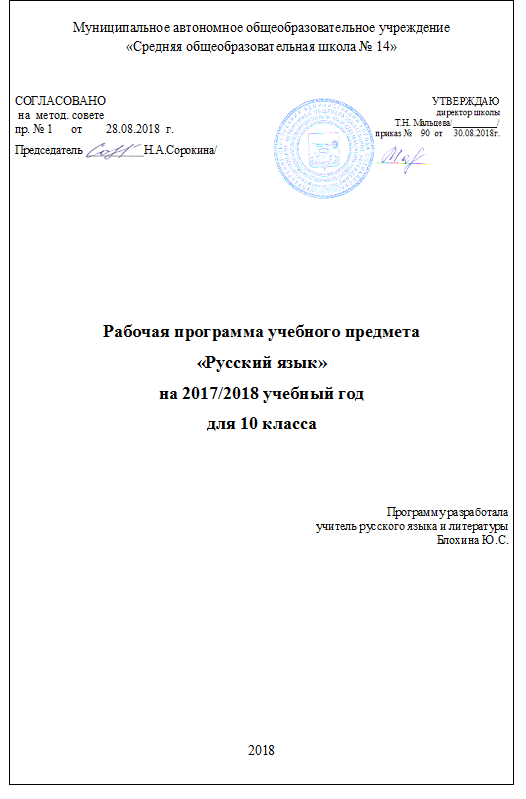 Муниципальное автономное общеобразовательное учреждение
«Средняя общеобразовательная школа № 14»
СОГЛАСОВАНО
на метод. совете
пр. № 1 от 28.08.2018 г.
Председатель Н.А.Сорокина/
УТВЕРЖДАЮ
директор школы
Т.Н. Мальцева/__________/
приказ № 90 от 30.08.2018г.
Рабочая программа учебного предмета
«Русский язык»
на 2017/2018 учебный год
для 10 класса
Программу разработала
учитель русского языка и литературы
Блохина Ю.С.
2018